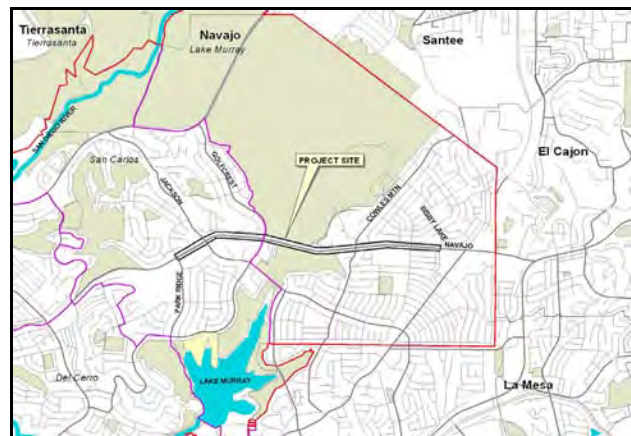 Tierrasanta
Tierrasanta
Navajo
Lake Murray
Santee
SAN DIEGO RIVER
El Cajon
San Carlos
GOLFCREST
PROJECT SITE
JACKSON
COWLES MTN
BISBY LAKE
NAVAJO
PARK RIDGE
Del Cerro
LAKE MURRAY
La Mesa